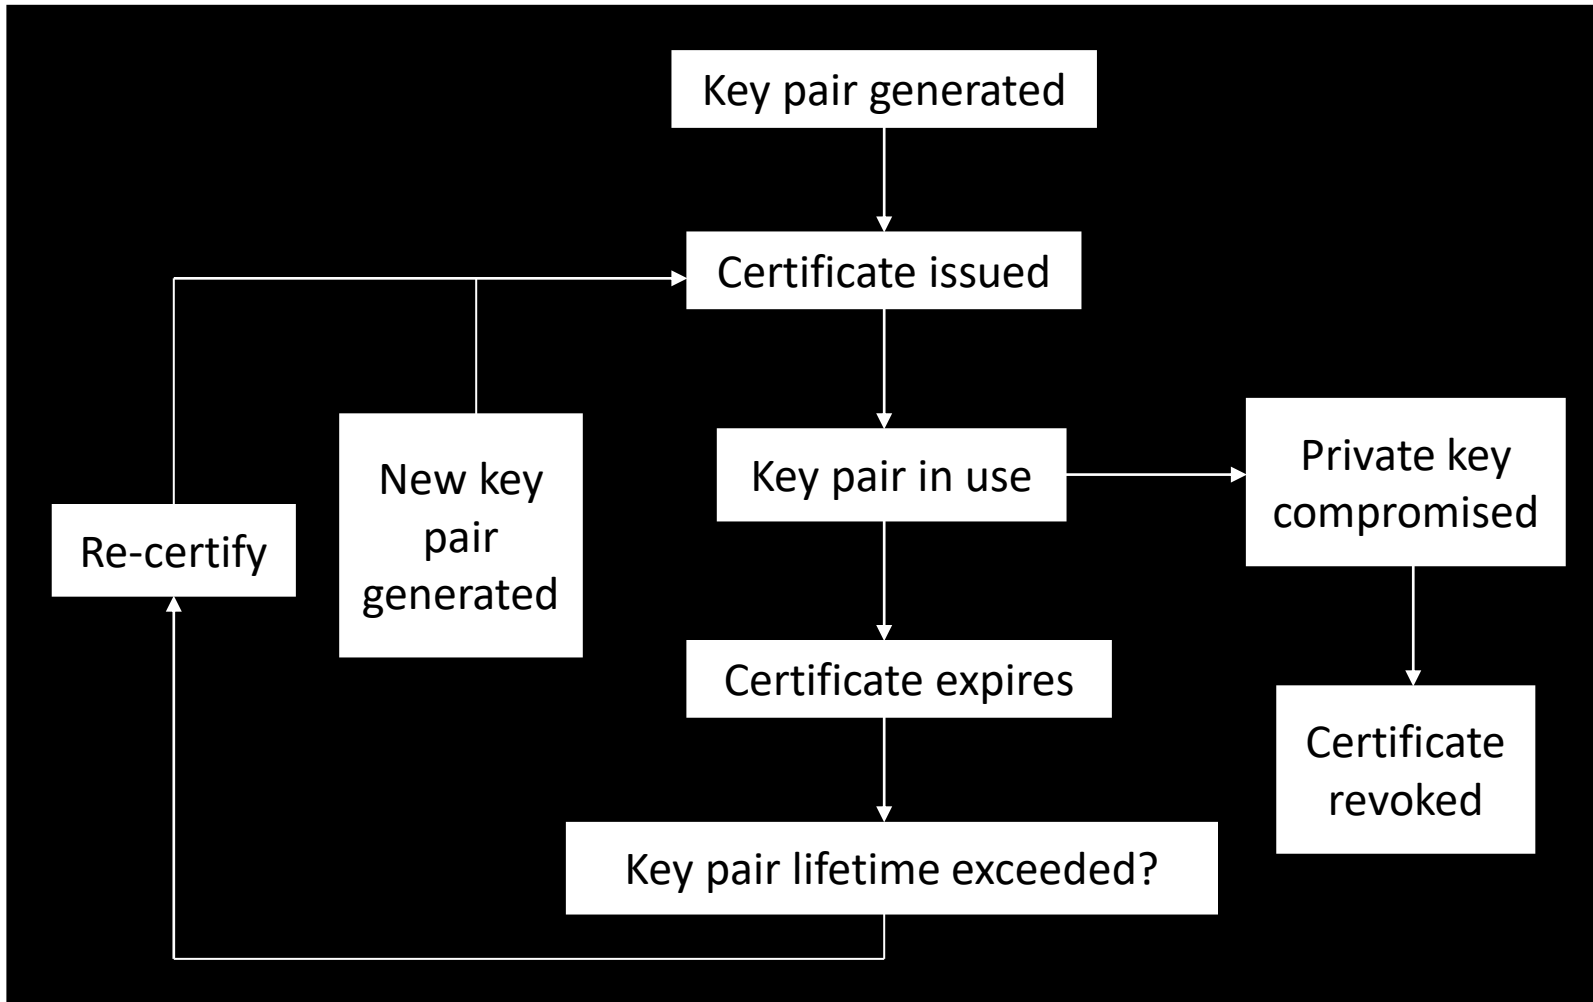 Key pair generated
Certificate issued
Key pair in use
Private key
compromised
New key
pair
generated
Re-certify
Certificate expires
Certificate
revoked
Key pair lifetime exceeded?